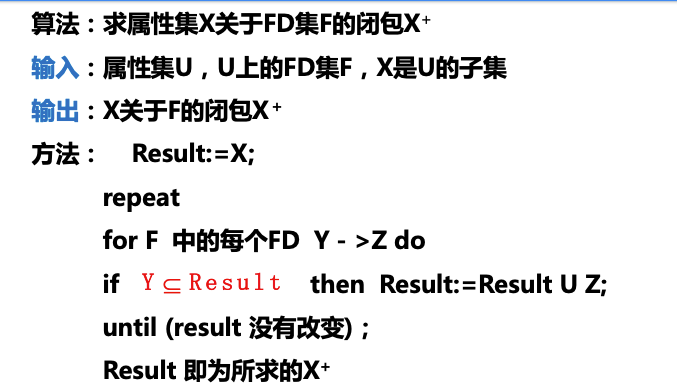 算法：求属性集X关于FD集F的闭包X⁺
输入：属性集U，U上的FD集F，X是U的子集
输出：X关于F的闭包X⁺
方法： Result:=X;
repeat
for F 中的每个FD Y - >Z do
if Y⊆Result then Result:=Result U Z;
until (result 没有改变)；
Result 即为所求的X⁺